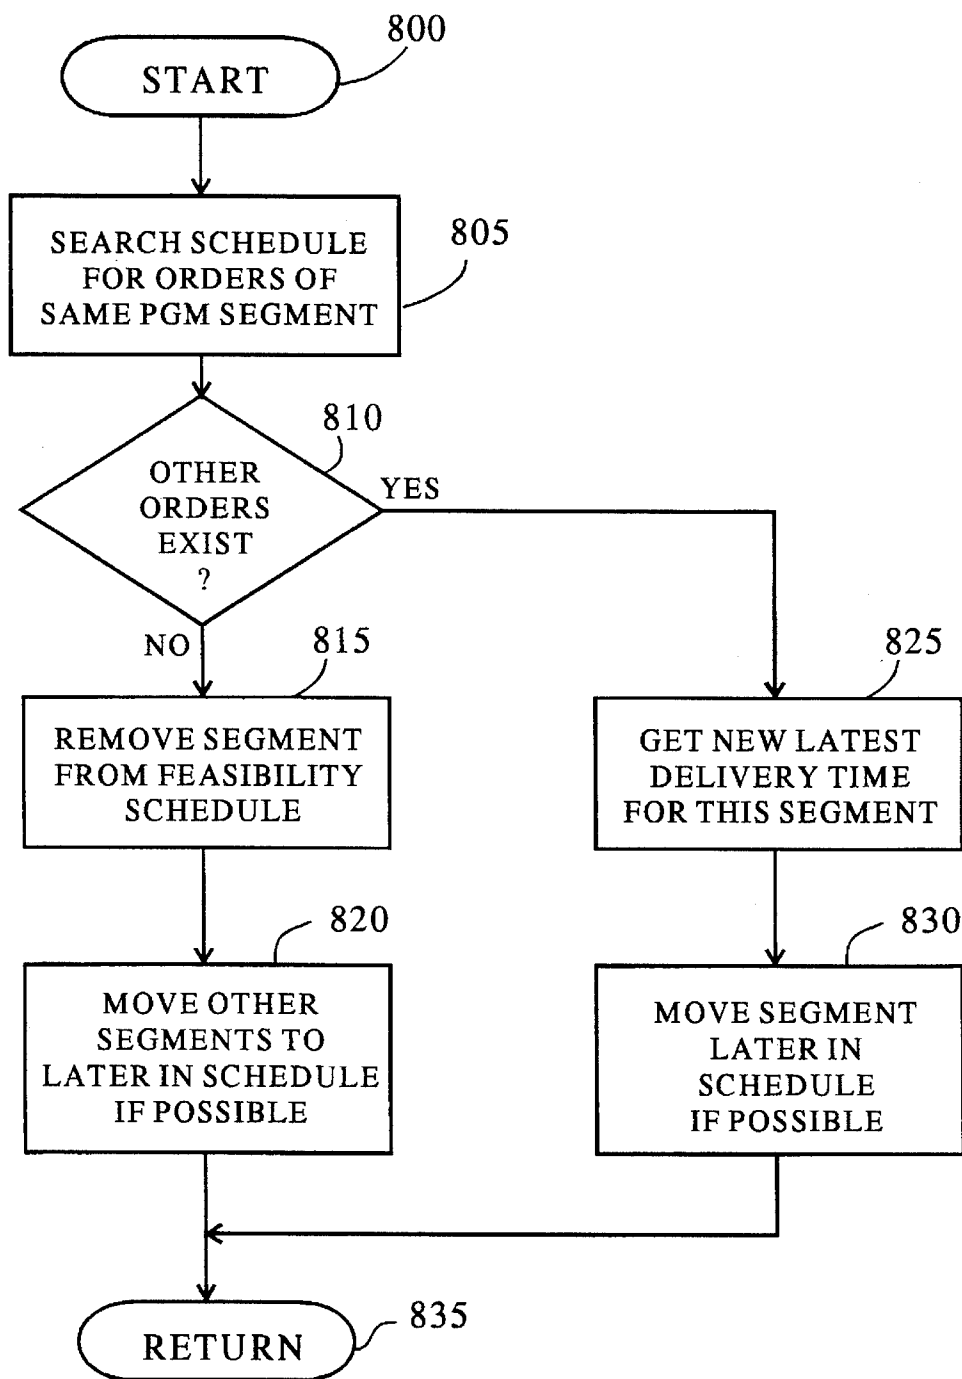 800
START
805
SEARCH SCHEDULE
FOR ORDERS OF
SAME PGM SEGMENT
810
OTHER
ORDERS
EXIST
?
YES
NO
815
REMOVE SEGMENT
FROM FEASIBILITY
SCHEDULE
825
GET NEW LATEST
DELIVERY TIME
FOR THIS SEGMENT
820
MOVE OTHER
SEGMENTS TO
LATER IN SCHEDULE
IF POSSIBLE
830
MOVE SEGMENT
LATER IN
SCHEDULE
IF POSSIBLE
835
RETURN